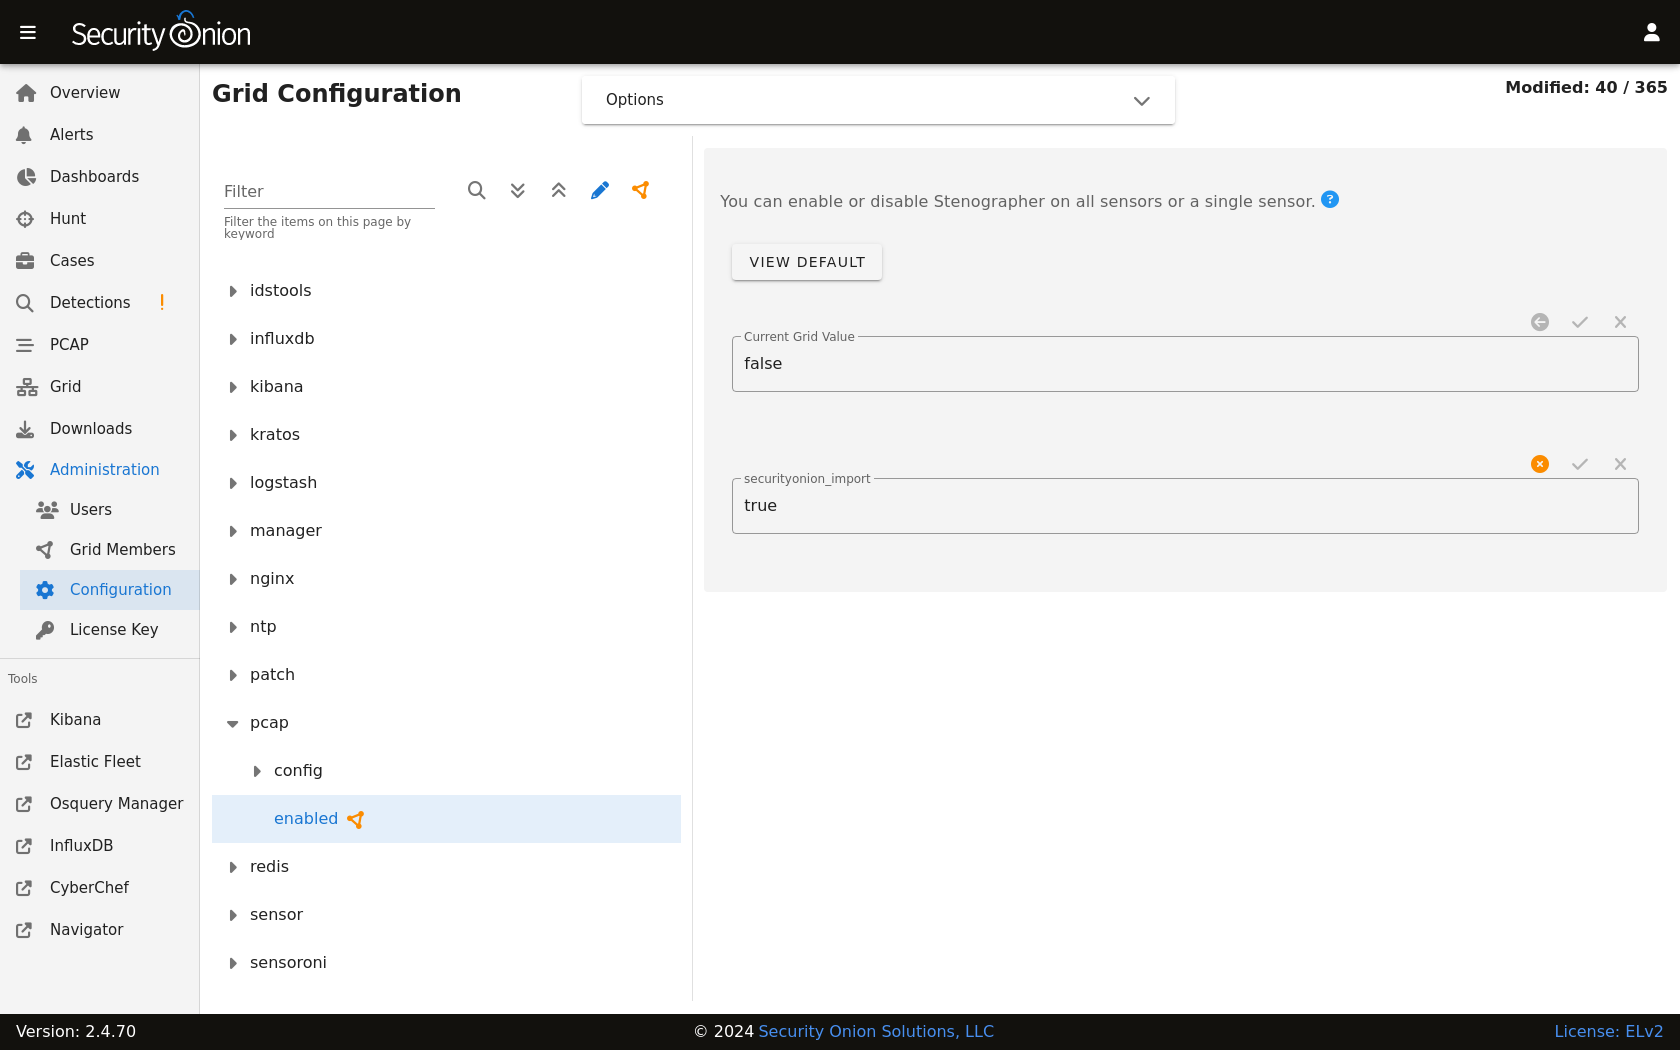 Security Onion
Overview
Alerts
Dashboards
Hunt
Cases
Detections !
PCAP
Grid
Downloads
Administration
Users
Grid Members
Configuration
License Key
Tools
Kibana
Elastic Fleet
Osquery Manager
InfluxDB
CyberChef
Navigator
Grid Configuration
Options
Modified: 40 / 365
Filter
Filter the items on this page by
keyword
idstools
influxdb
kibana
kratos
logstash
manager
nginx
ntp
patch
pcap
config
enabled
redis
sensor
sensoroni
You can enable or disable Stenographer on all sensors or a single sensor. ?
VIEW DEFAULT
Current Grid Value
false
securityonion_import
true
Version: 2.4.70
© 2024 Security Onion Solutions, LLC
License: ELv2